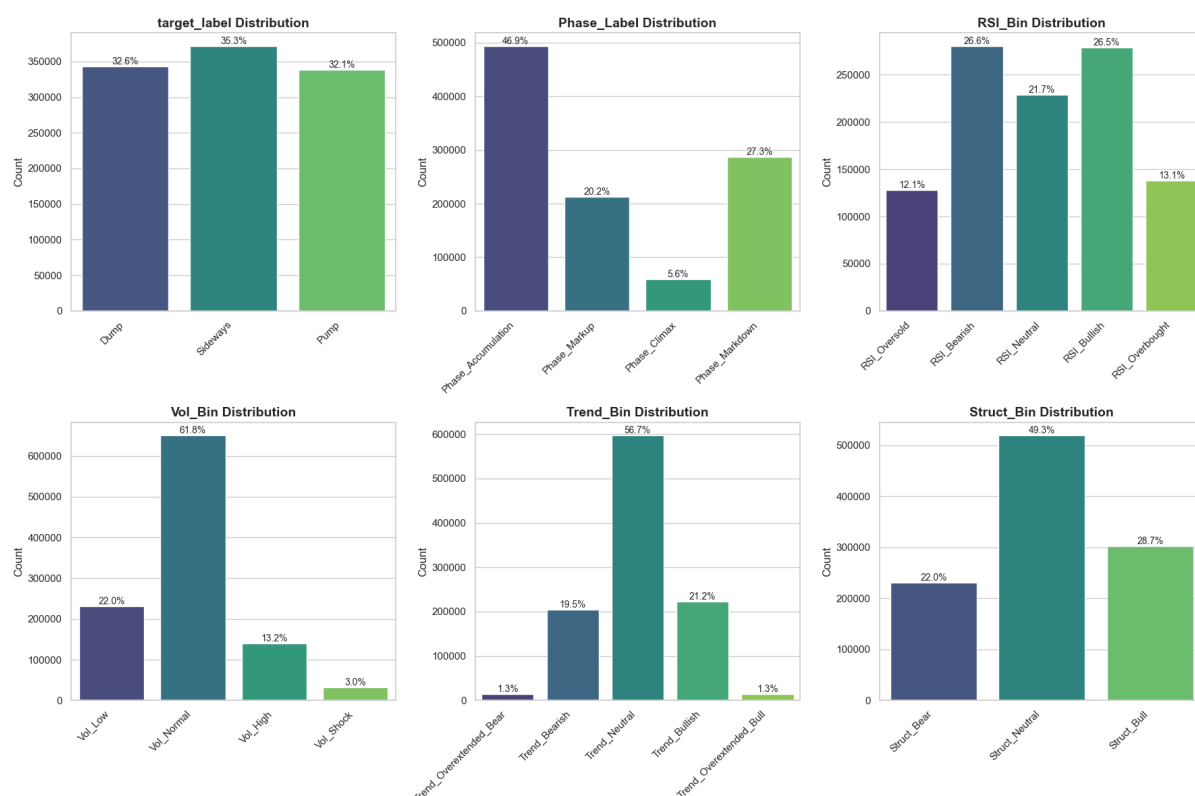 target_label Distribution
35.3%
32.6%
32.1%
350000
300000
250000
200000
150000
100000
50000
0
Count
Dump
Sideways
Pump
Phase_Label Distribution
46.9%
27.3%
20.2%
5.6%
500000
400000
300000
200000
100000
0
Count
Phase_Accumulation
Phase_Markup
Phase_Climax
Phase_Markdown
RSI_Bin Distribution
26.6%
26.5%
21.7%
12.1%
13.1%
250000
200000
150000
100000
50000
0
Count
RSI_Oversold
RSI_Bearish
RSI_Neutral
RSI_Bullish
RSI_Overbought
Vol_Bin Distribution
61.8%
22.0%
13.2%
3.0%
600000
500000
400000
300000
200000
100000
0
Count
Vol_Low
Vol_Normal
Vol_High
Vol_Shock
Trend_Bin Distribution
56.7%
19.5%
21.2%
1.3%
1.3%
600000
500000
400000
300000
200000
100000
0
Count
Trend_Overextended_Bear
Trend_Bearish
Trend_Neutral
Trend_Bullish
Trend_Overextended_Bull
Struct_Bin Distribution
49.3%
28.7%
22.0%
500000
400000
300000
200000
100000
0
Count
Struct_Bear
Struct_Neutral
Struct_Bull